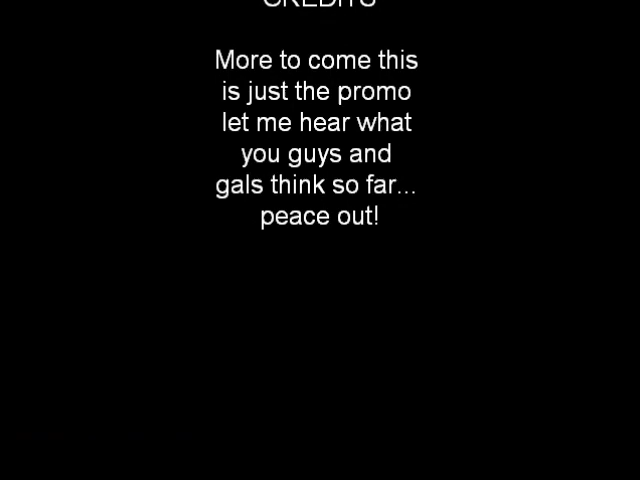 CREDITS
More to come this
is just the promo
let me hear what
you guys and
gals think so far...
peace out!